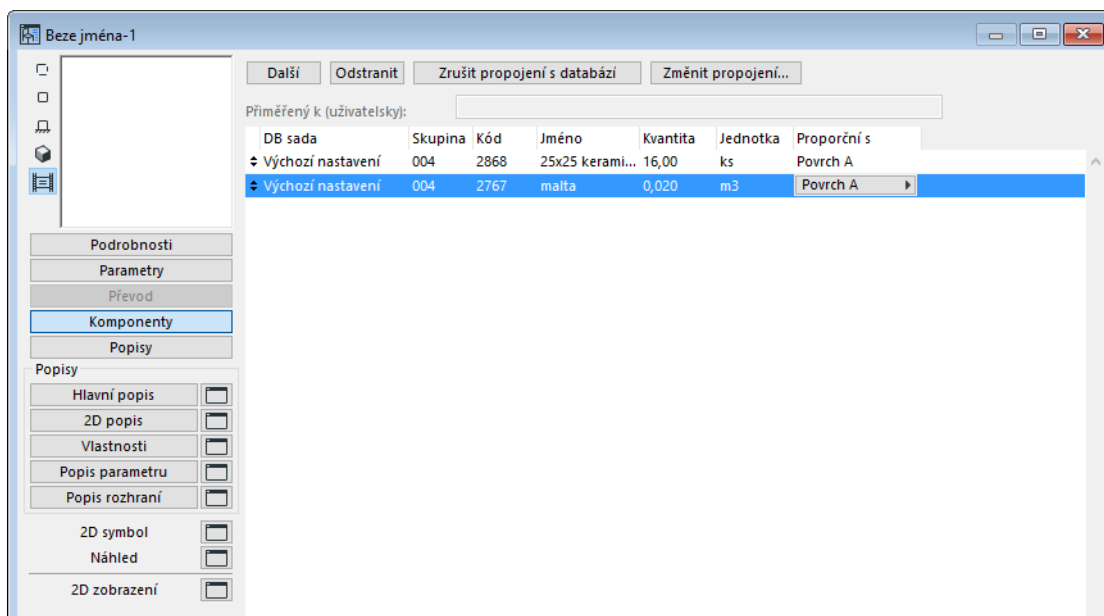 Beze jména-1
Další Odstranit Zrušit propojení s databází Změnit propojení...
Přiměřený k (uživatelsky):
DB sada Skupina Kód Jméno Kvantita Jednotka Proporční s
Výchozí nastavení 004 2868 25x25 kerami... 16,00 ks Povrch A
Výchozí nastavení 004 2767 malta 0,020 m3 Povrch A
Podrobnosti
Parametry
Převod
Komponenty
Popisy
Popisy
Hlavní popis
2D popis
Vlastnosti
Popis parametru
Popis rozhraní
2D symbol
Náhled
2D zobrazení